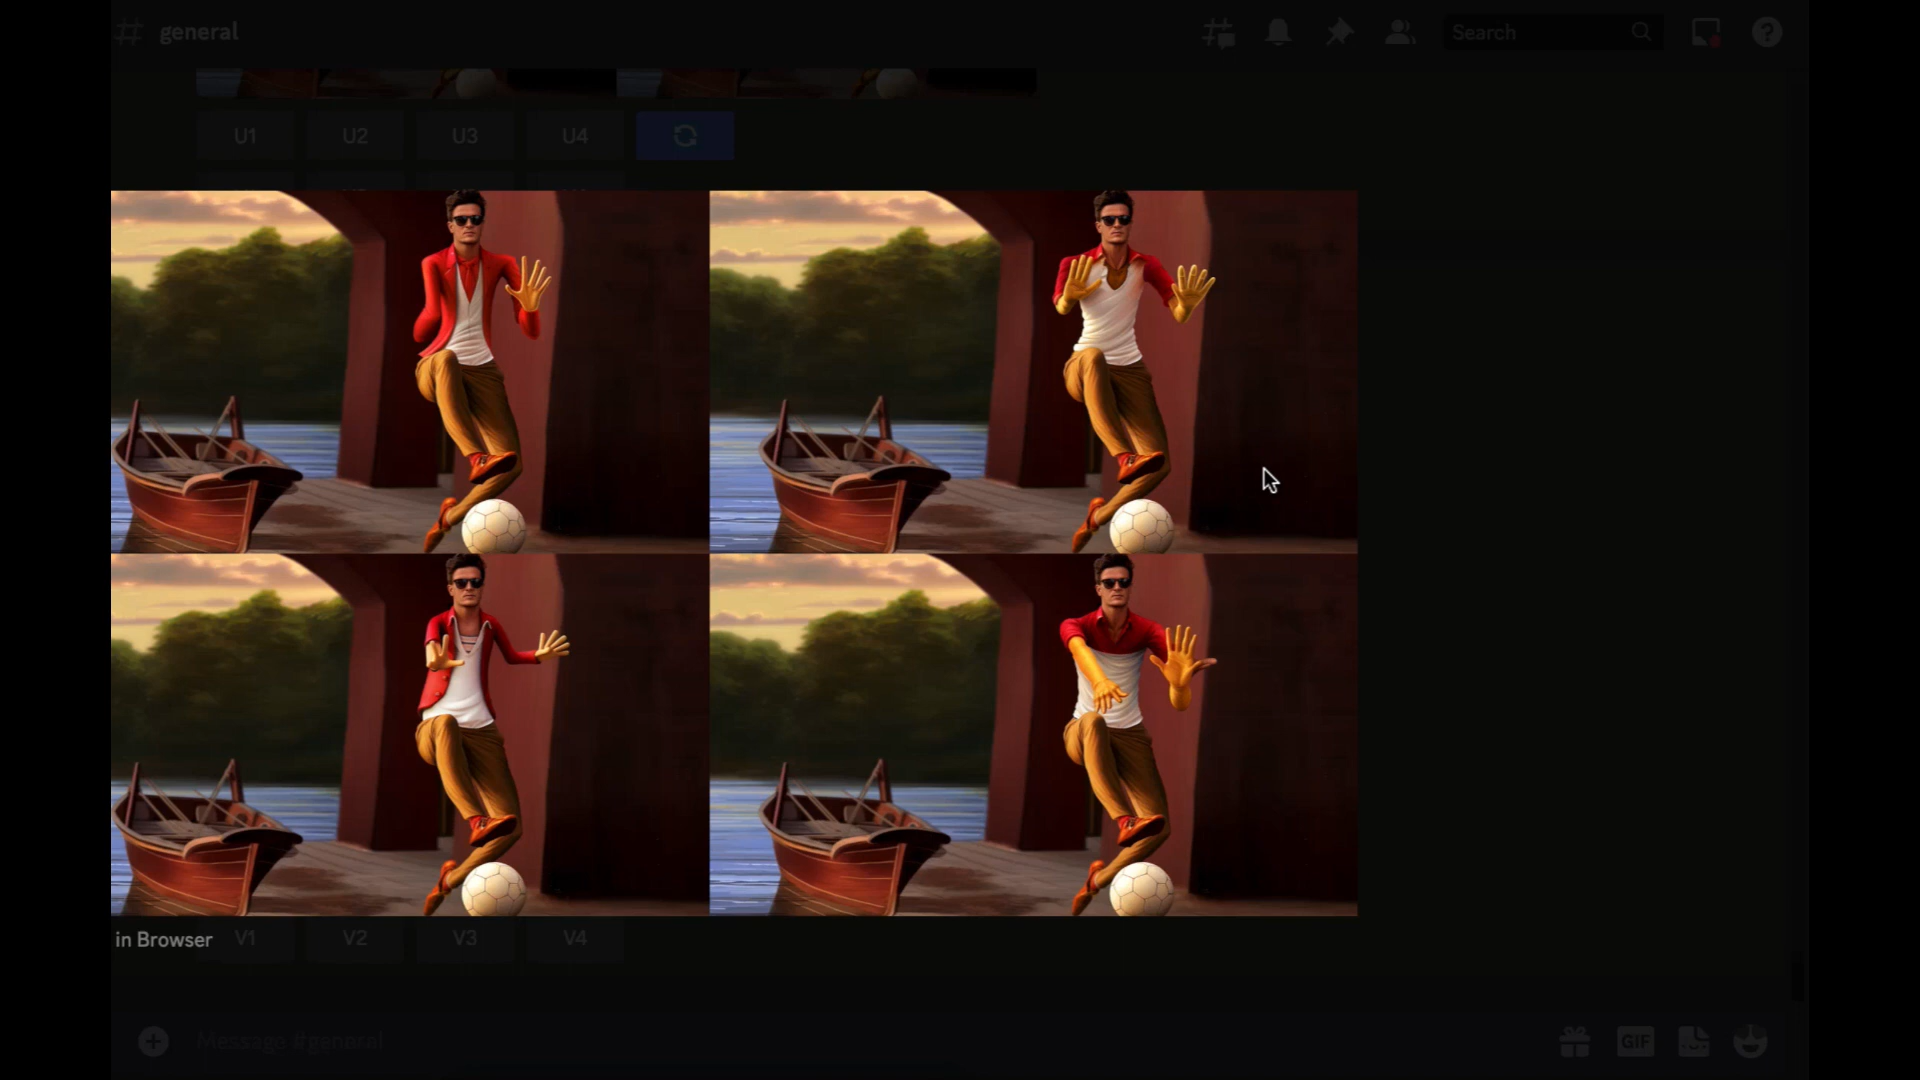 general
Search
U1 U2 U3 U4
in Browser V1 V2 V3 V4
Message #general
GIF